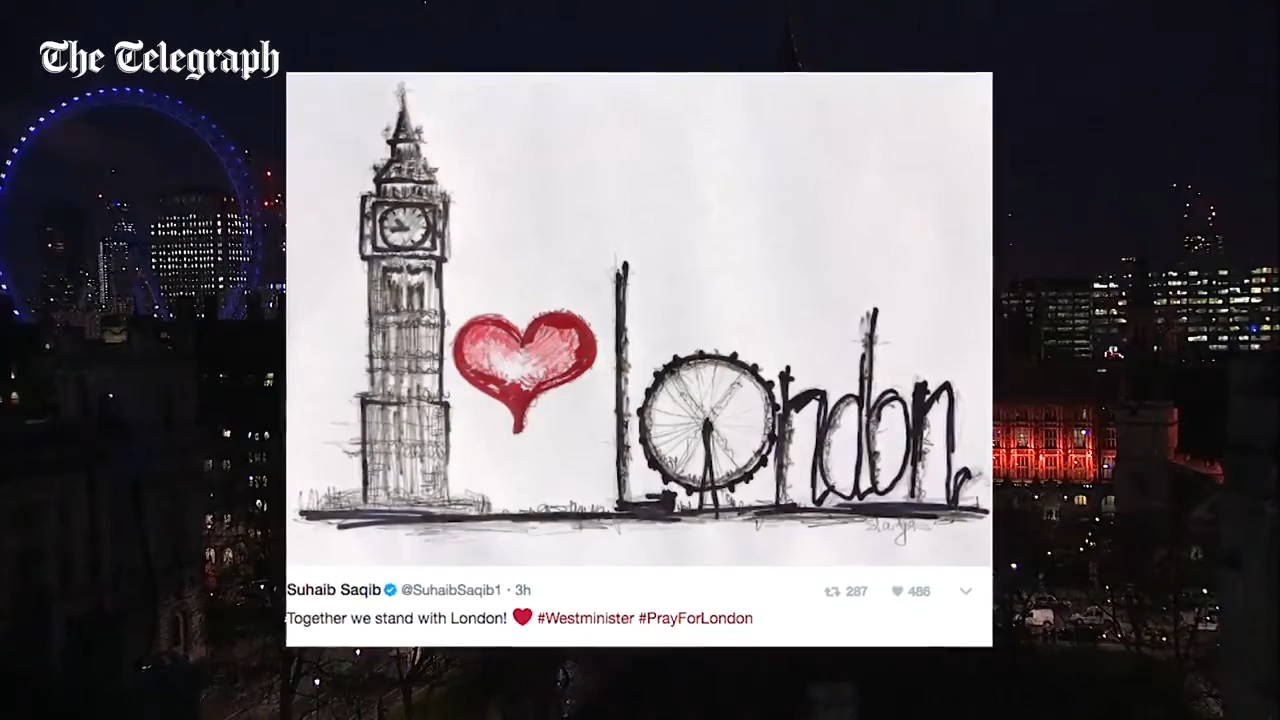 The Telegraph
London
Suhaib Saqib @SuhaibSaqib1 · 3h 287 486
Together we stand with London! ❤ #Westminister #PrayForLondon